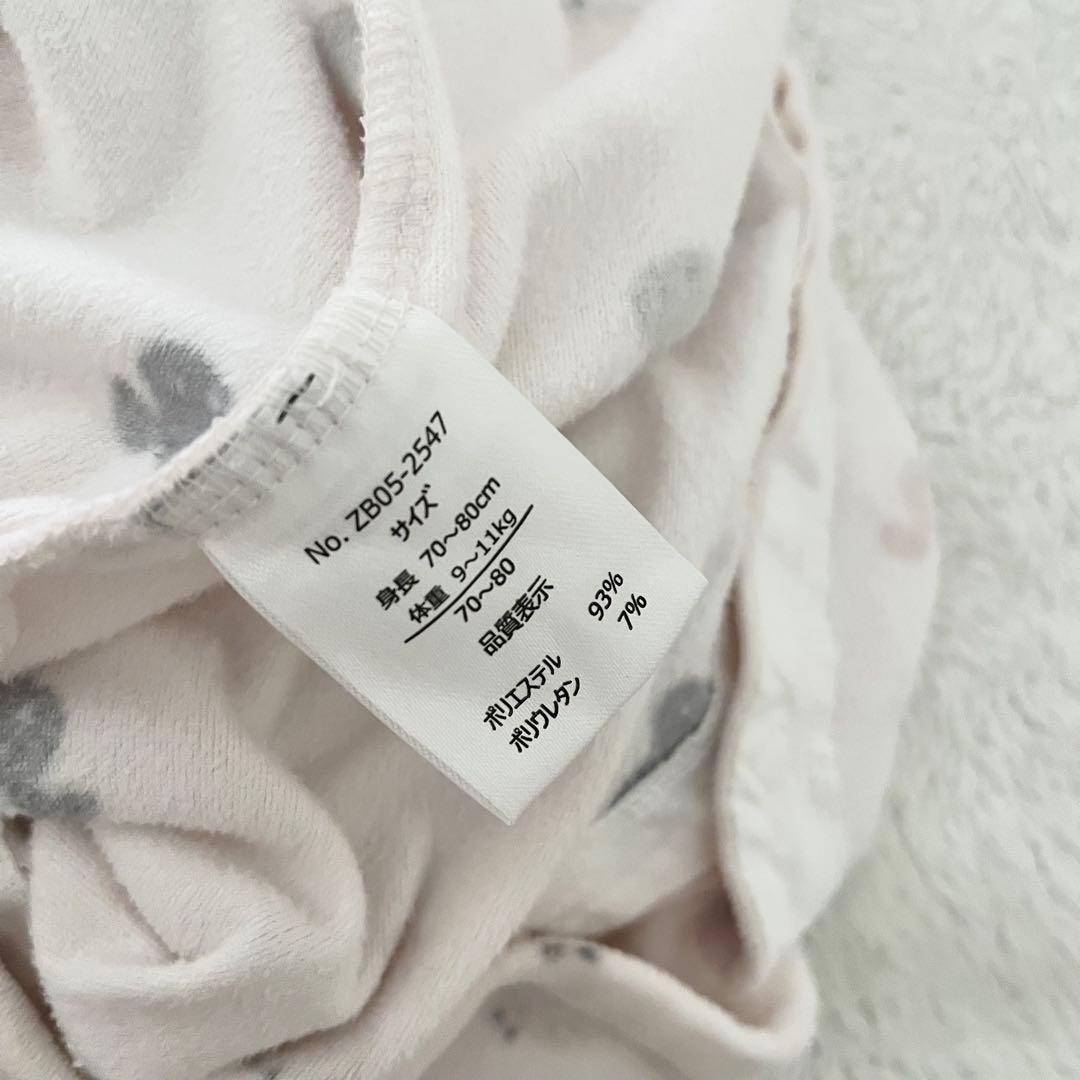 No. ZB05-2547
サイズ
身長 70～80cm
体重 9～11kg
70～80
品質表示
ポリエステル 93%
ポリウレタン 7%